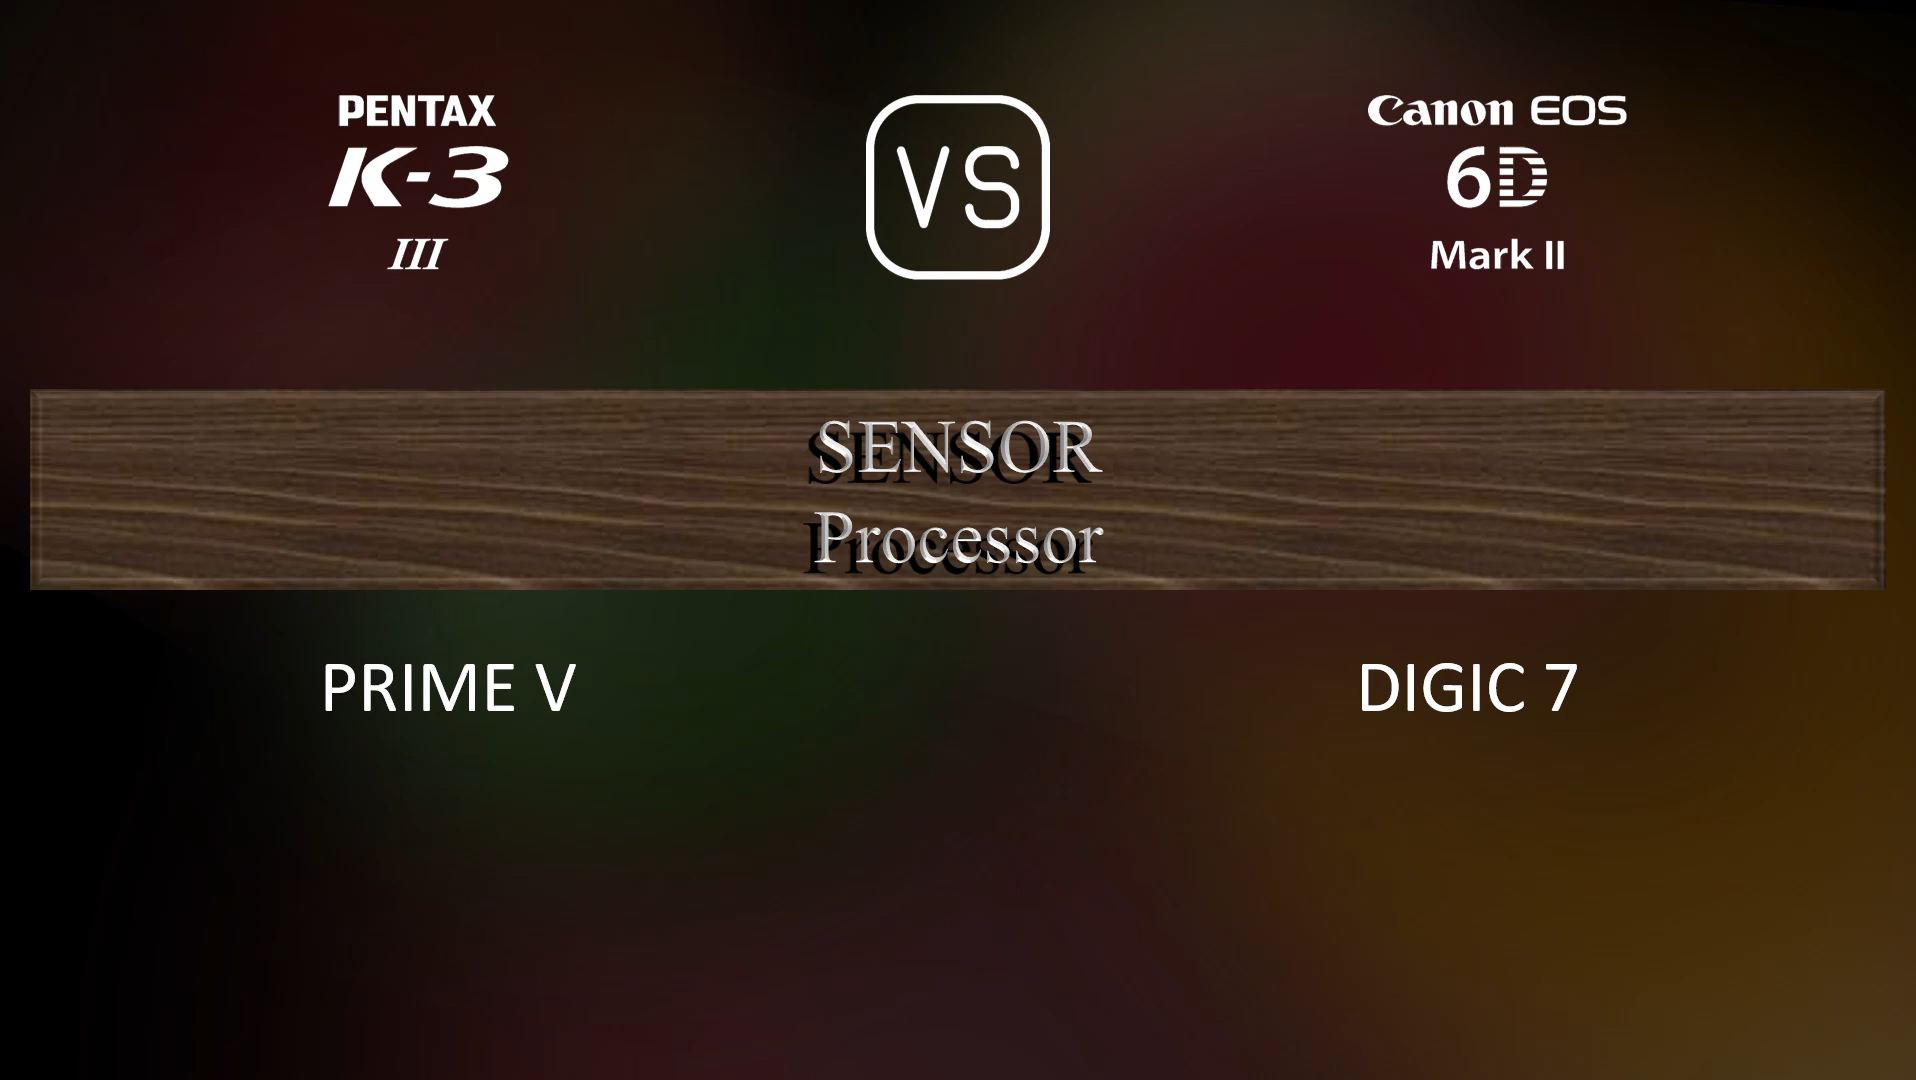 PENTAX
K-3
III
VS
Canon EOS
6D
Mark II
SENSOR
Processor
PRIME V
DIGIC 7